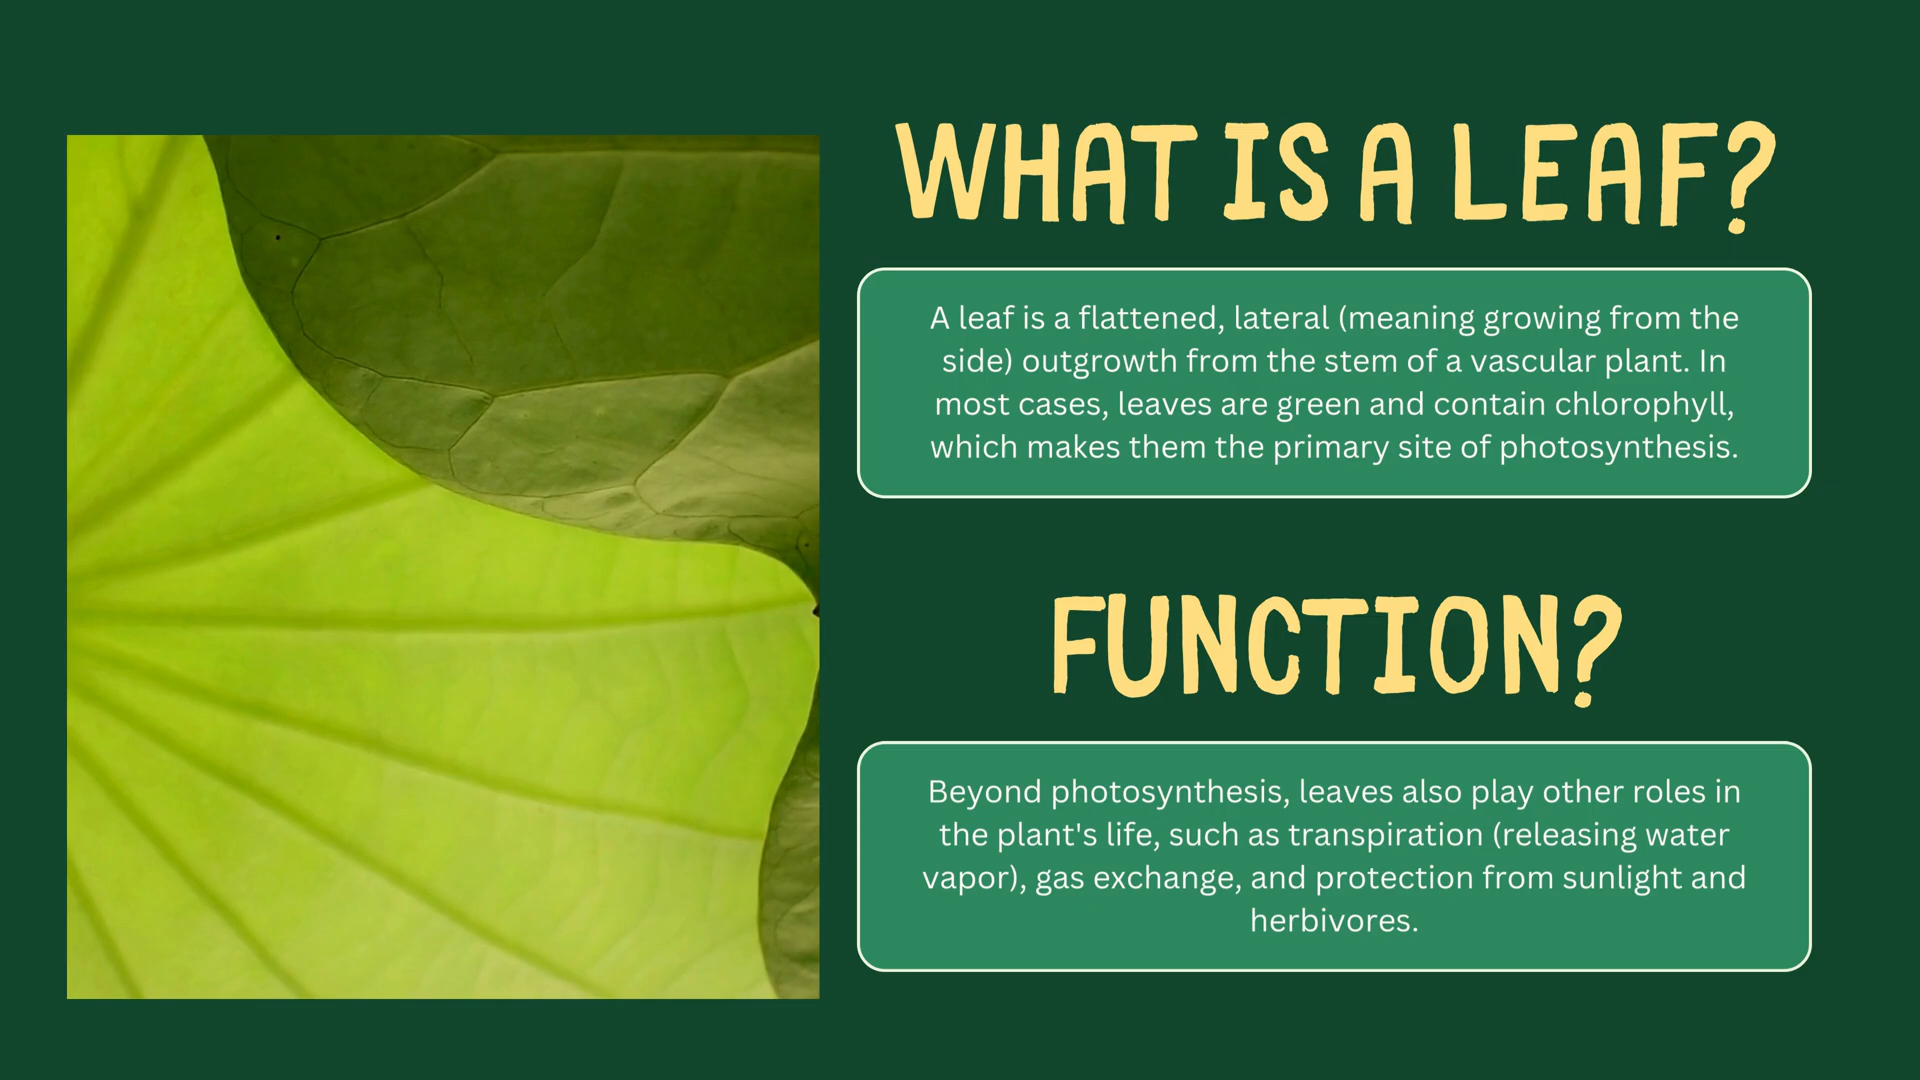 WHAT IS A LEAF?
A leaf is a flattened, lateral (meaning growing from the
side) outgrowth from the stem of a vascular plant. In
most cases, leaves are green and contain chlorophyll,
which makes them the primary site of photosynthesis.
FUNCTION?
Beyond photosynthesis, leaves also play other roles in
the plant's life, such as transpiration (releasing water
vapor), gas exchange, and protection from sunlight and
herbivores.